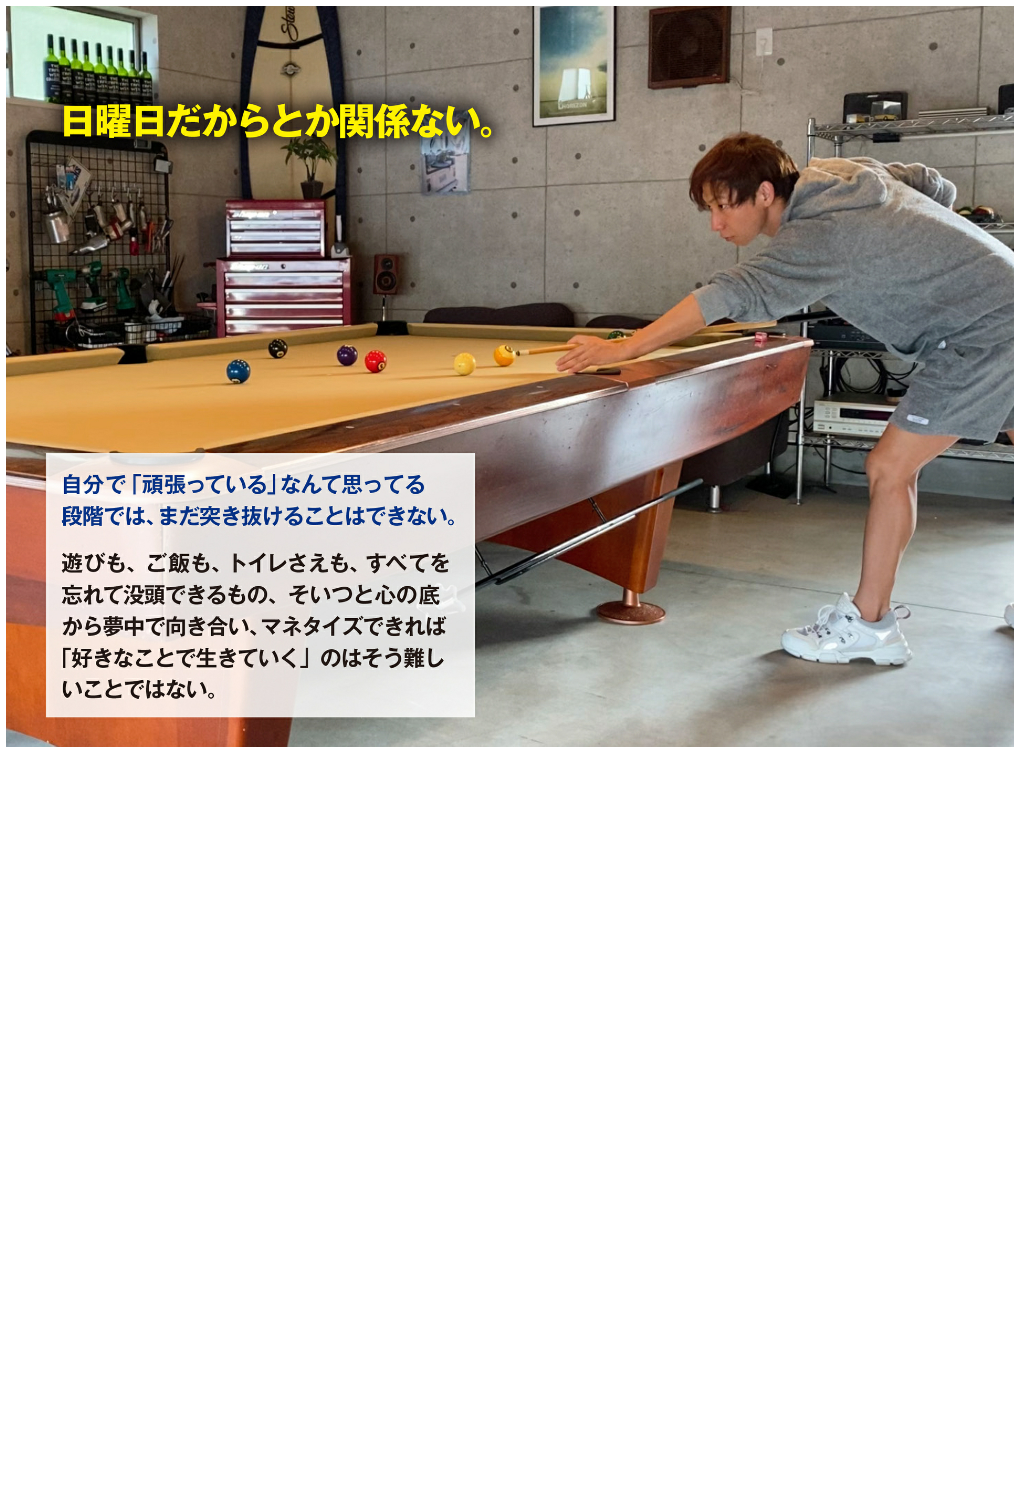 日曜日だからとか関係ない。
自分で「頑張っている」なんて思ってる
段階では、まだ突き抜けることはできない。
遊びも、ご飯も、トイレさえも、すべてを
忘れて没頭できるもの、そいつと心の底
から夢中で向き合い、マネタイズできれば
「好きなことで生きていく」のはそう難し
いことではない。